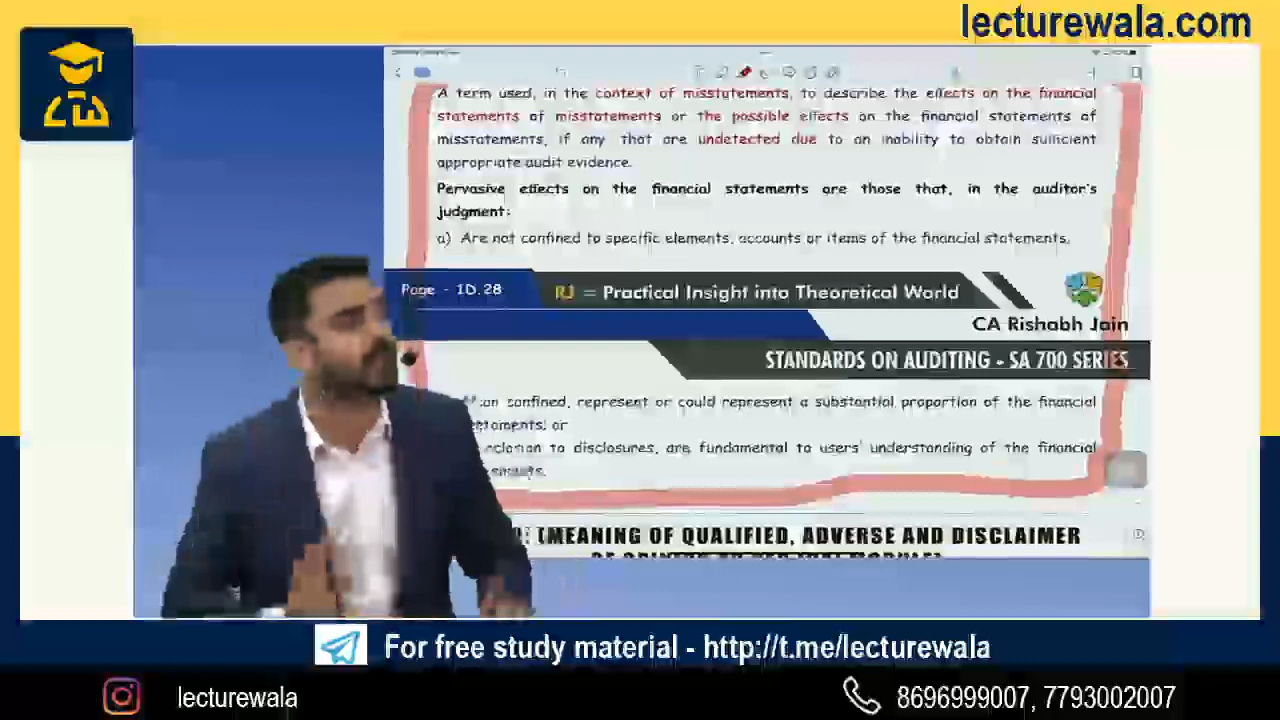 lecturewala.com
A term used, in the context of misstatements, to describe the effects on the financial
statements of misstatements or the possible effects on the financial statements of
misstatements, if any that are undetected due to an inability to obtain sufficient
appropriate audit evidence.
Pervasive effects on the financial statements are those that, in the auditor's
judgment:
a) Are not confined to specific elements, accounts or items of the financial statements.
Page - 1D.28
RJ = Practical Insight into Theoretical World
CA Rishabh Jain
STANDARDS ON AUDITING - SA 700 SERIES
confined, represent or could represent a substantial proportion of the financial
or
to disclosures, are fundamental to users' understanding of the financial
(MEANING OF QUALIFIED, ADVERSE AND DISCLAIMER
For free study material - http://t.me/lecturewala
lecturewala
8696999007, 7793002007